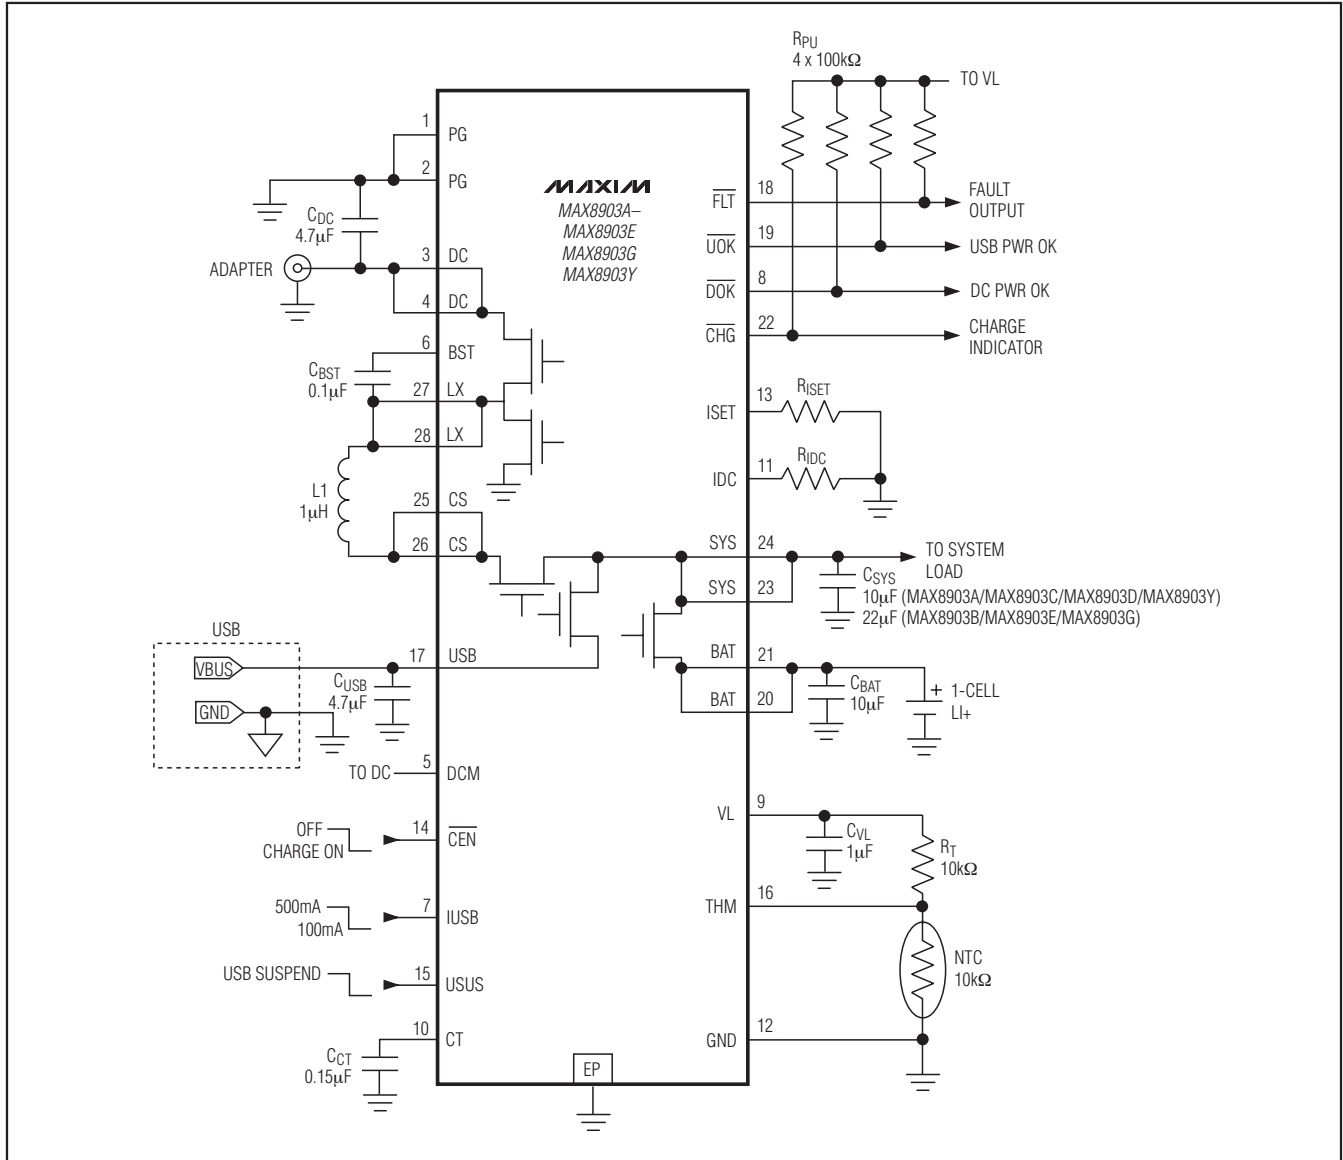 RPU
4 x 100kΩ
TO VL
1
PG
2
PG
CDC
4.7µF
ADAPTER
3
DC
4
DC
6
BST
CBST
0.1µF
27
LX
28
LX
L1
1µH
25
CS
26
CS
MAXIM
MAX8903A–
MAX8903E
MAX8903G
MAX8903Y
FLT
18
FAULT
OUTPUT
UOK
19
USB PWR OK
DOK
8
DC PWR OK
CHG
22
CHARGE
INDICATOR
ISET
13
RISET
IDC
11
RIDC
SYS
24
TO SYSTEM
LOAD
SYS
23
CSYS
10µF (MAX8903A/MAX8903C/MAX8903D/MAX8903Y)
22µF (MAX8903B/MAX8903E/MAX8903G)
USB
VBUS
GND
17
USB
CUSB
4.7µF
BAT
21
BAT
20
CBAT
10µF
+
1-CELL
LI+
TO DC
5
DCM
OFF
CHARGE ON
14
CEN
500mA
100mA
7
IUSB
USB SUSPEND
15
USUS
10
CT
CCT
0.15µF
VL
9
CVL
1µF
RT
10kΩ
THM
16
NTC
10kΩ
GND
12
EP